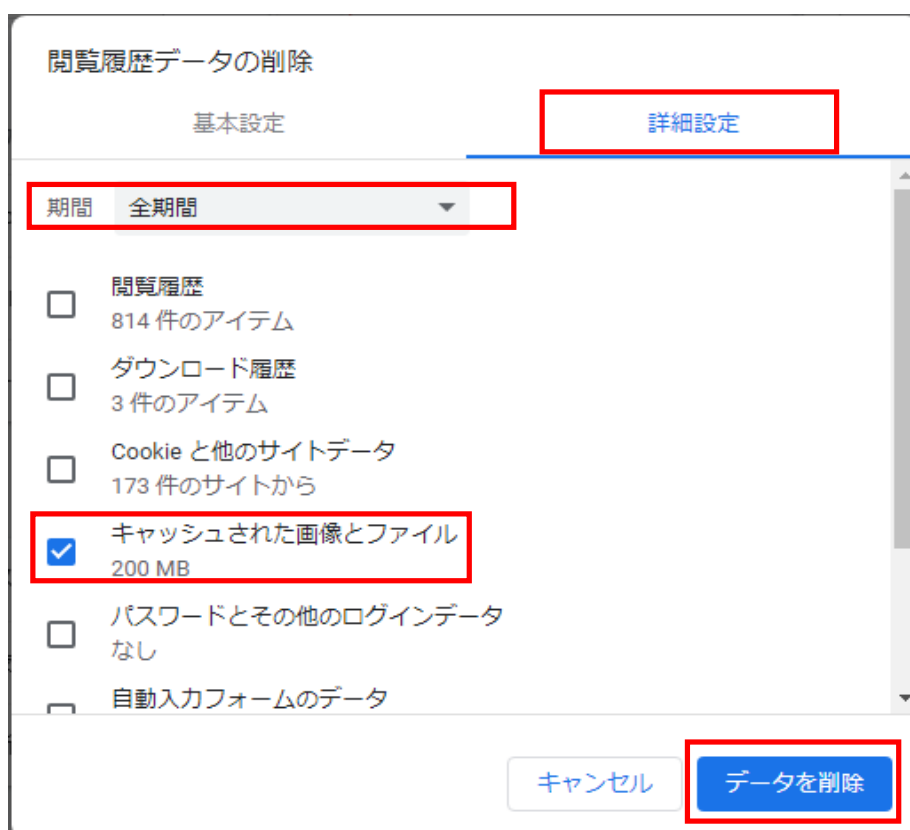 閲覧履歴データの削除
基本設定 詳細設定
期間 全期間
閲覧履歴
814 件のアイテム
ダウンロード履歴
3 件のアイテム
Cookie と他のサイトデータ
173 件のサイトから
キャッシュされた画像とファイル
200 MB
パスワードとその他のログインデータ
なし
自動入力フォームのデータ
キャンセル データを削除